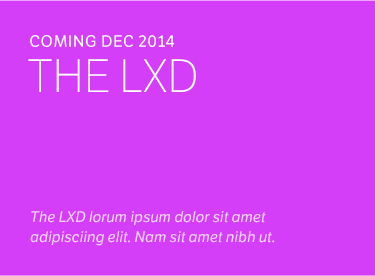 COMING DEC 2014
THE LXD
The LXD lorum ipsum dolor sit amet
adipisciing elit. Nam sit amet nibh ut.